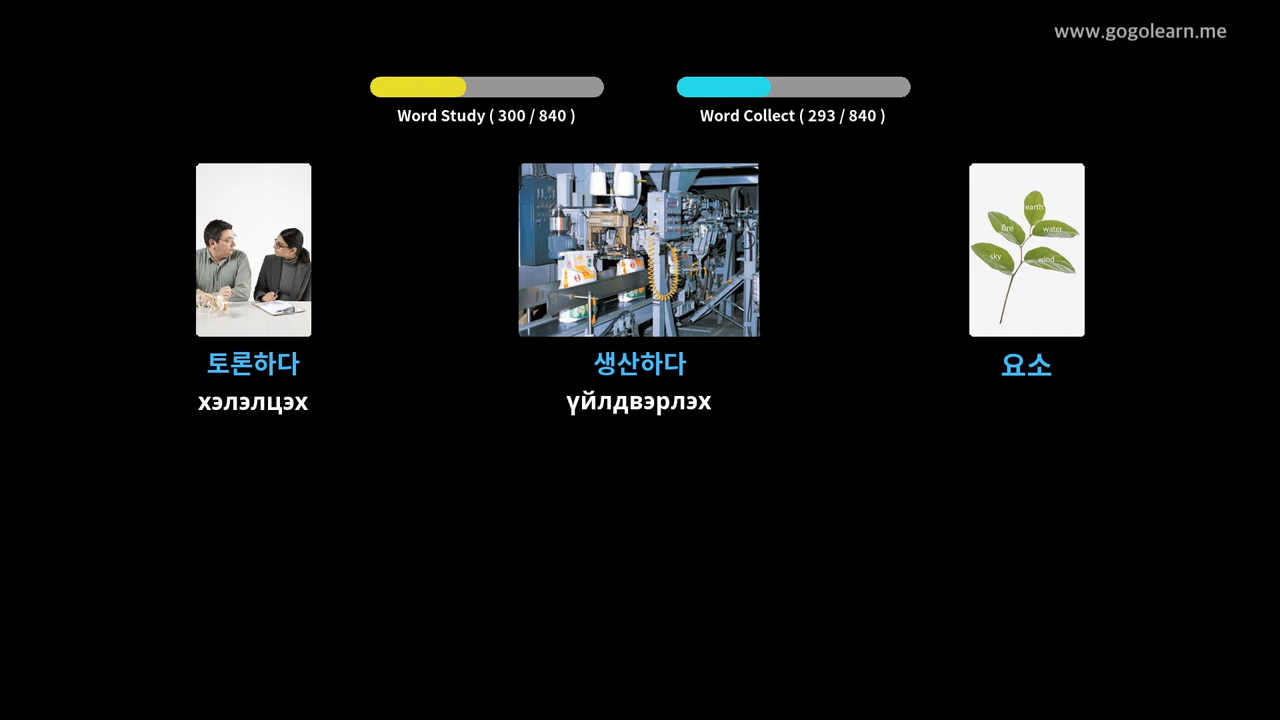 www.gogolearn.me
Word Study ( 300 / 840 )
Word Collect ( 293 / 840 )
earth
fire
water
sky
wind
토론하다
생산하다
요소
хэлэлцэх
үйлдвэрлэх